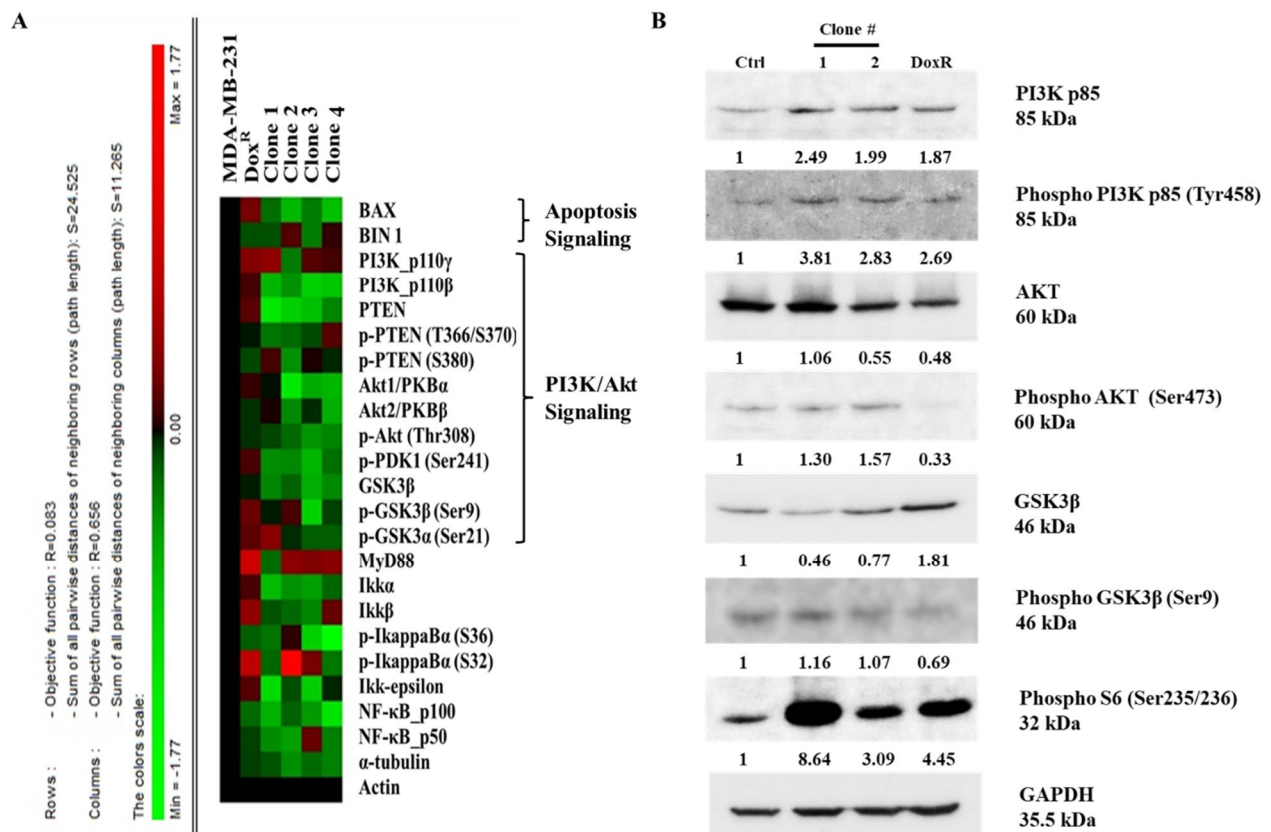 A
Rows :
- Objective function : R=0.083
- Sum of all pairwise distances of neighboring rows (path length): S=24.525
Columns :
- Objective function : R=0.656
- Sum of all pairwise distances of neighboring columns (path length): S=11.265
The colors scale:
Min = -1.77
0.00
Max = 1.77
MDA-MB-231
Dox^R
Clone 1
Clone 2
Clone 3
Clone 4
BAX
BIN 1
PI3K_p110γ
PI3K_p110β
PTEN
p-PTEN (T366/S370)
p-PTEN (S380)
Akt1/PKBα
Akt2/PKBβ
p-Akt (Thr308)
p-PDK1 (Ser241)
GSK3β
p-GSK3β (Ser9)
p-GSK3α (Ser21)
MyD88
Ikkα
Ikkβ
p-IkappaBα (S36)
p-IkappaBα (S32)
Ikk-epsilon
NF-κB_p100
NF-κB_p50
α-tubulin
Actin
Apoptosis
Signaling
PI3K/Akt
Signaling
B
Clone #
Ctrl 1 2 DoxR
PI3K p85
85 kDa
1 2.49 1.99 1.87
Phospho PI3K p85 (Tyr458)
85 kDa
1 3.81 2.83 2.69
AKT
60 kDa
1 1.06 0.55 0.48
Phospho AKT (Ser473)
60 kDa
1 1.30 1.57 0.33
GSK3β
46 kDa
1 0.46 0.77 1.81
Phospho GSK3β (Ser9)
46 kDa
1 1.16 1.07 0.69
Phospho S6 (Ser235/236)
32 kDa
1 8.64 3.09 4.45
GAPDH
35.5 kDa